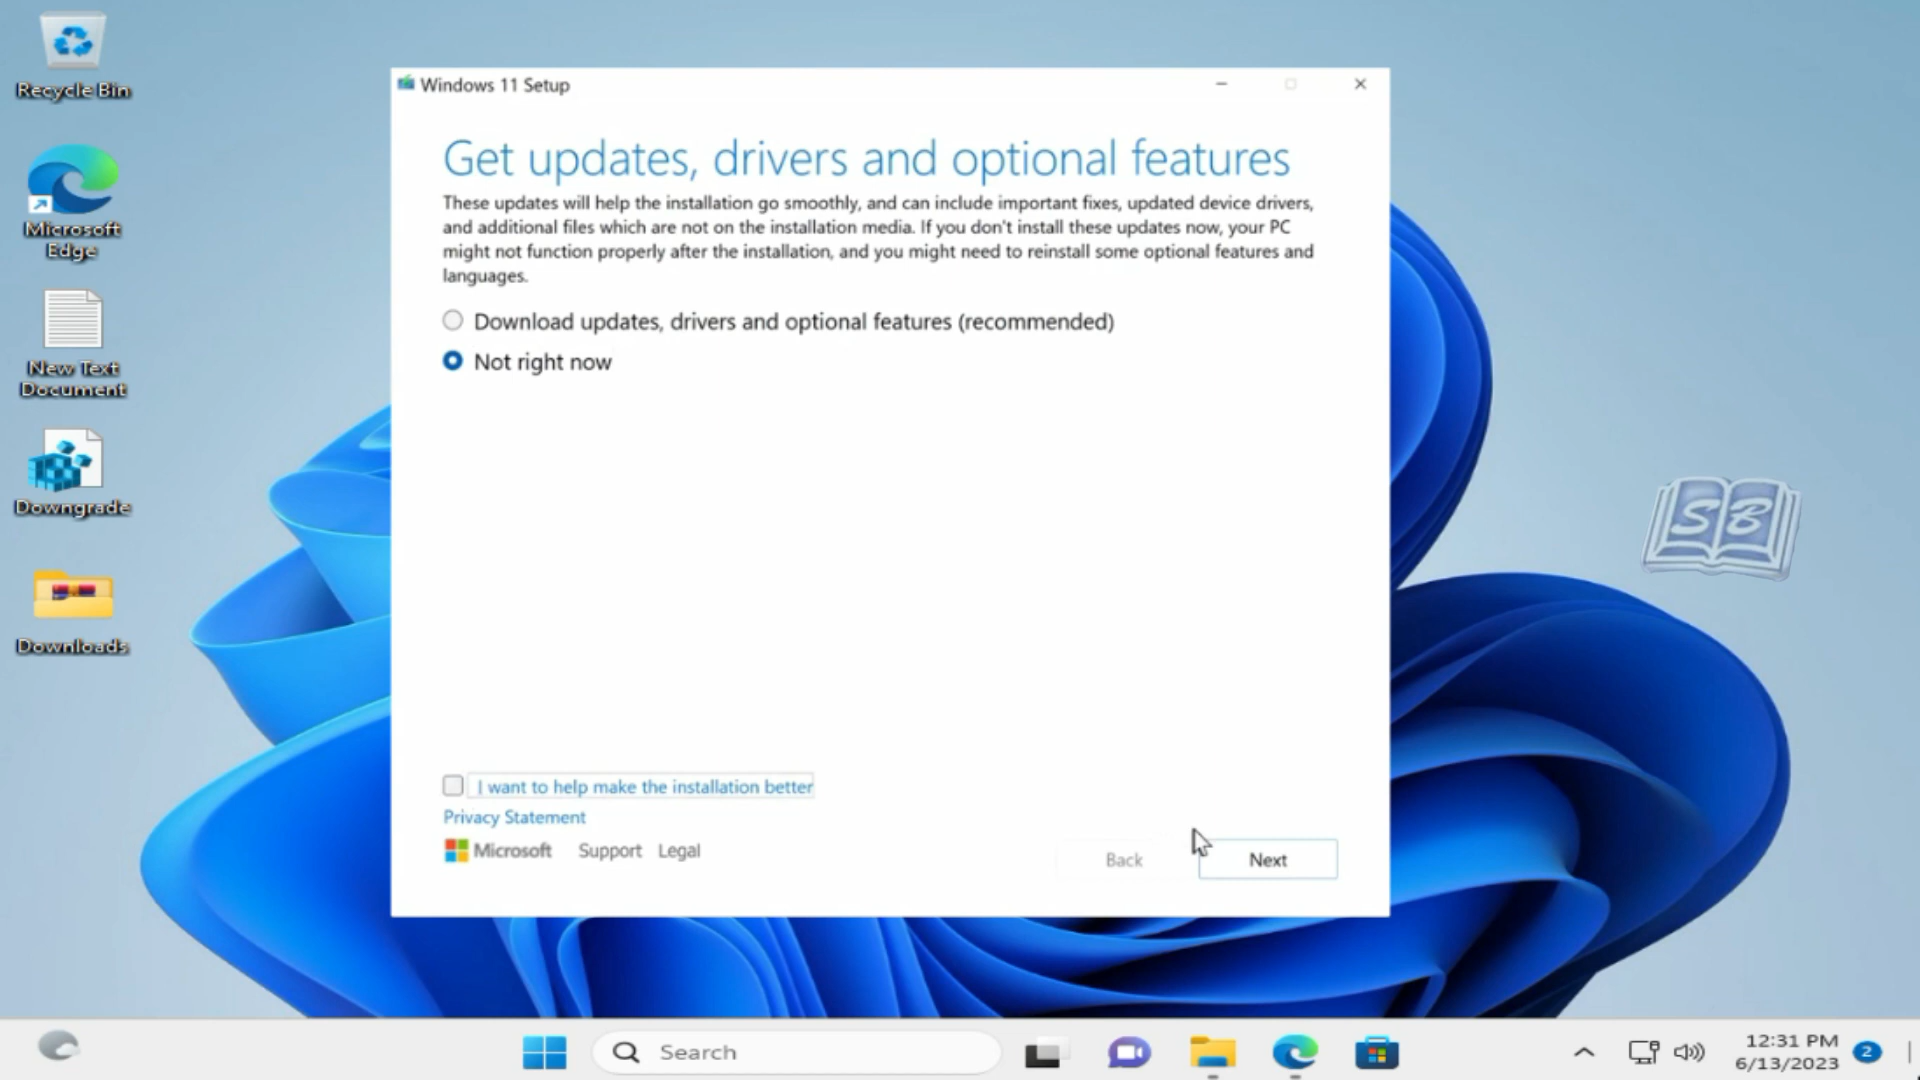 Recycle Bin
Microsoft
Edge
New Text
Document
Downgrade
Downloads
Windows 11 Setup
Get updates, drivers and optional features
These updates will help the installation go smoothly, and can include important fixes, updated device drivers,
and additional files which are not on the installation media. If you don't install these updates now, your PC
might not function properly after the installation, and you might need to reinstall some optional features and
languages.
Download updates, drivers and optional features (recommended)
Not right now
I want to help make the installation better
Privacy Statement
Microsoft Support Legal
Back Next
SB
Search
12:31 PM
6/13/2023
2